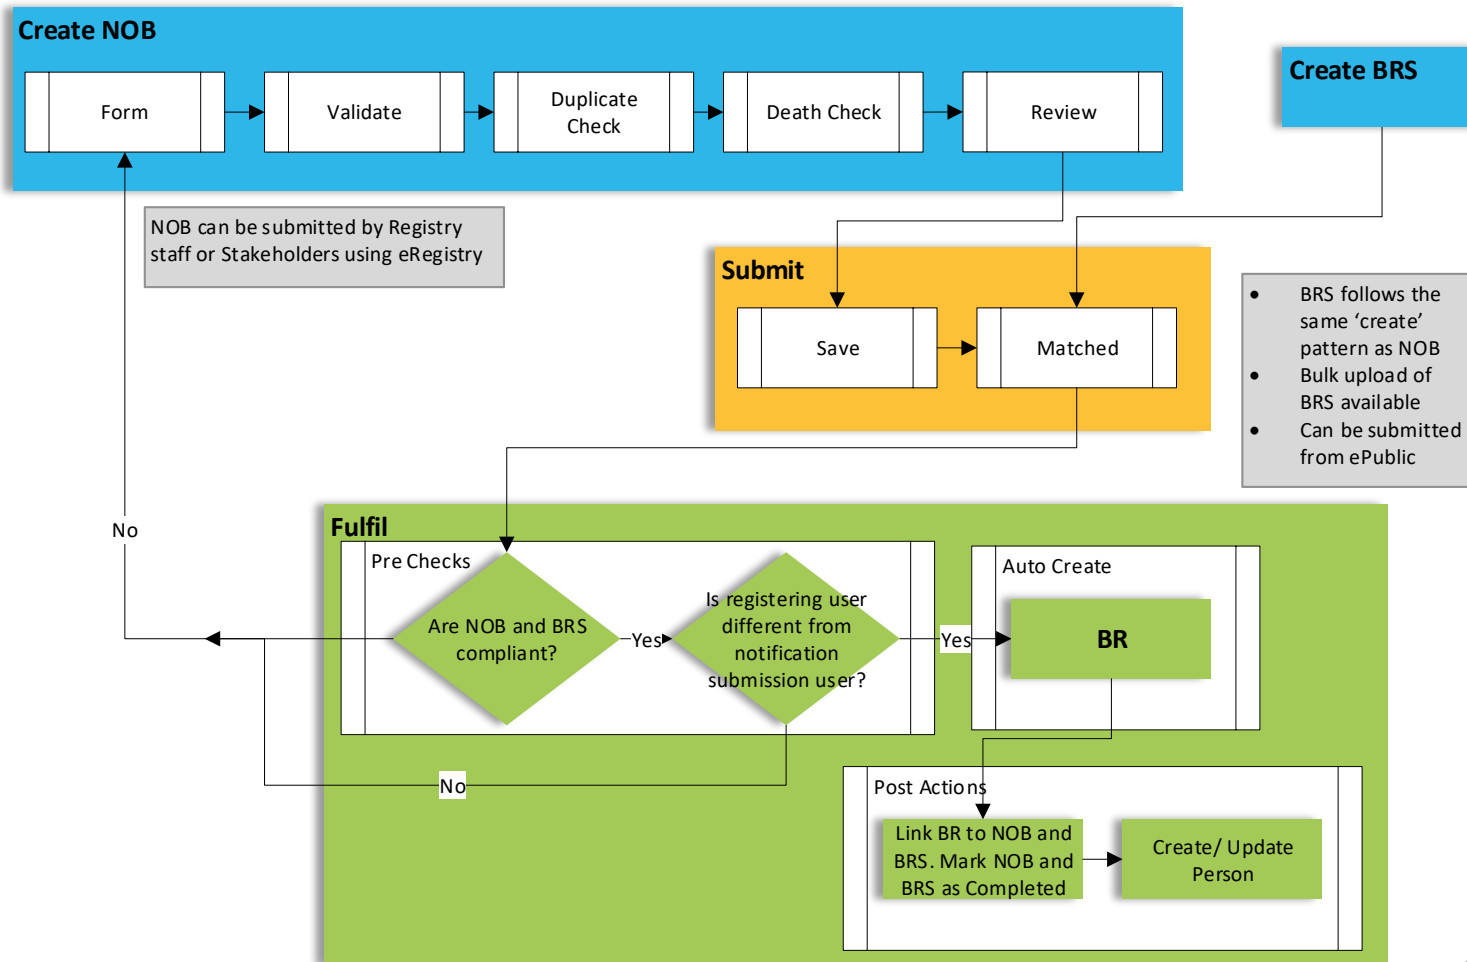 Create NOB
Form
Validate
Duplicate
Check
Death Check
Review
Create BRS
NOB can be submitted by Registry
staff or Stakeholders using eRegistry
Submit
Save
Matched
• BRS follows the
same ‘create’
pattern as NOB
• Bulk upload of
BRS available
• Can be submitted
from ePublic
No
Fulfil
Pre Checks
Are NOB and BRS
compliant?
Yes
Is registering user
different from
notification
submission user?
Yes
Auto Create
BR
No
Post Actions
Link BR to NOB and
BRS. Mark NOB and
BRS as Completed
Create/ Update
Person